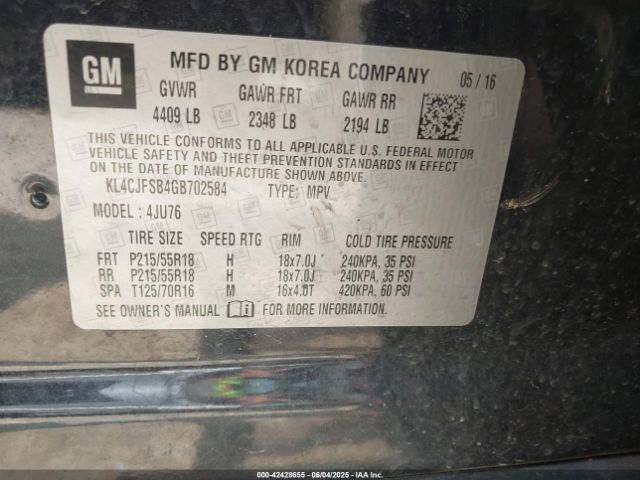 GM
MFD BY GM KOREA COMPANY 05 / 16
GVWR GAWR FRT GAWR RR
4409 LB 2348 LB 2194 LB
THIS VEHICLE CONFORMS TO ALL APPLICABLE U.S. FEDERAL MOTOR
VEHICLE SAFETY AND THEFT PREVENTION STANDARDS IN EFFECT
ON THE DATE OF MANUFACTURE SHOWN ABOVE.
KL4CJFSB4GB702584 TYPE: MPV
MODEL: 4JU76
TIRE SIZE SPEED RTG RIM COLD TIRE PRESSURE
FRT P215/55R18 H 18x7.0J 240KPA, 35 PSI
RR P215/55R18 H 18x7.0J 240KPA, 35 PSI
SPA T125/70R16 M 16x4.0T 420KPA, 60 PSI
SEE OWNER'S MANUAL FOR MORE INFORMATION.
000-42428655 - 06/04/2025 - IAAI.com